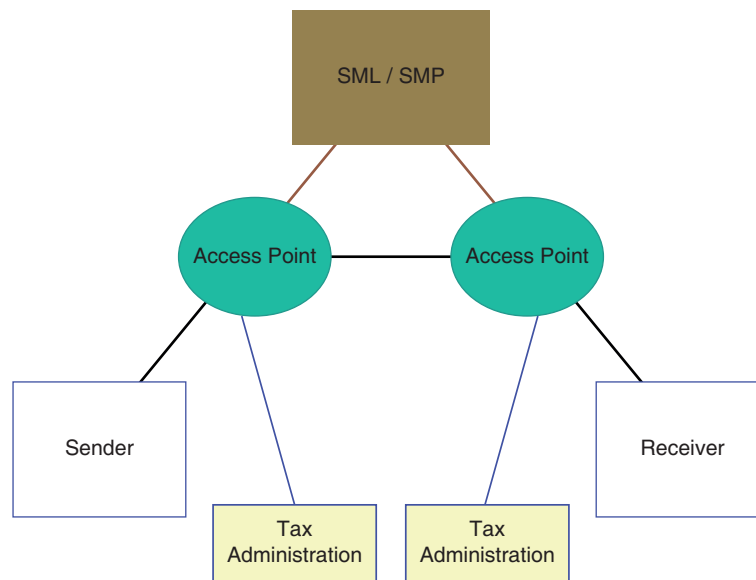 SML / SMP
Access Point
Access Point
Sender
Receiver
Tax
Administration
Tax
Administration